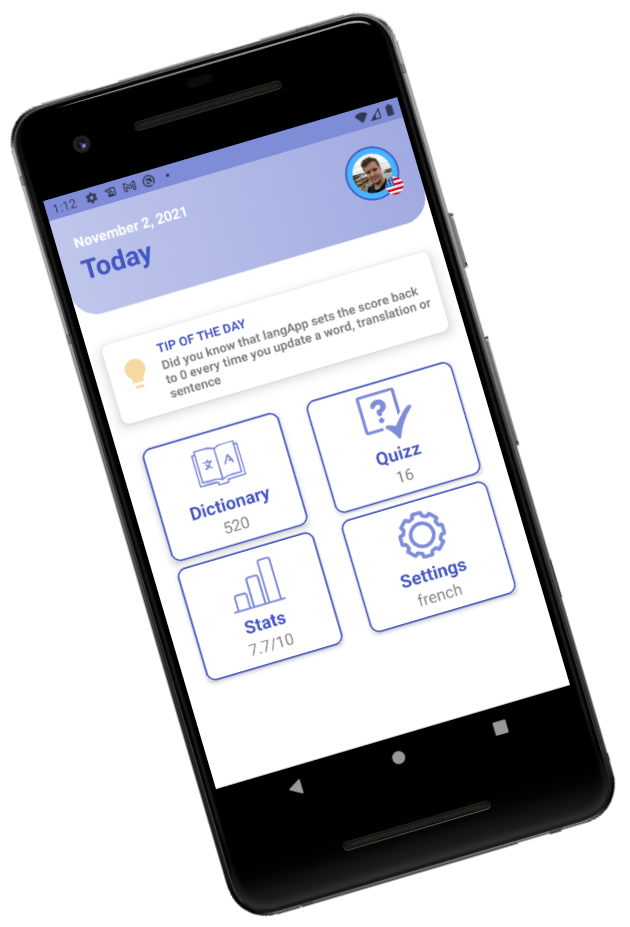 1:12
November 2, 2021
Today
TIP OF THE DAY
Did you know that langApp sets the score back
to 0 every time you update a word, translation or
sentence
文 A
Dictionary
520
?
Quizz
16
Stats
7.7/10
Settings
french